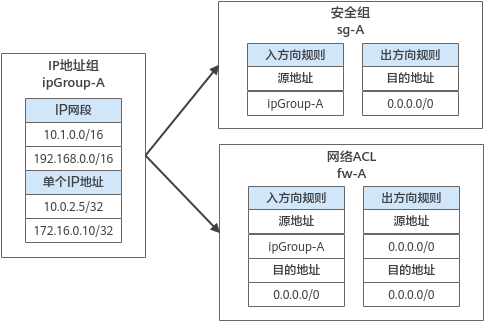 IP地址组
ipGroup-A
IP网段
10.1.0.0/16
192.168.0.0/16
单个IP地址
10.0.2.5/32
172.16.0.10/32
安全组
sg-A
入方向规则
源地址
ipGroup-A
出方向规则
目的地址
0.0.0.0/0
网络ACL
fw-A
入方向规则
源地址
ipGroup-A
目的地址
0.0.0.0/0
出方向规则
源地址
0.0.0.0/0
目的地址
0.0.0.0/0